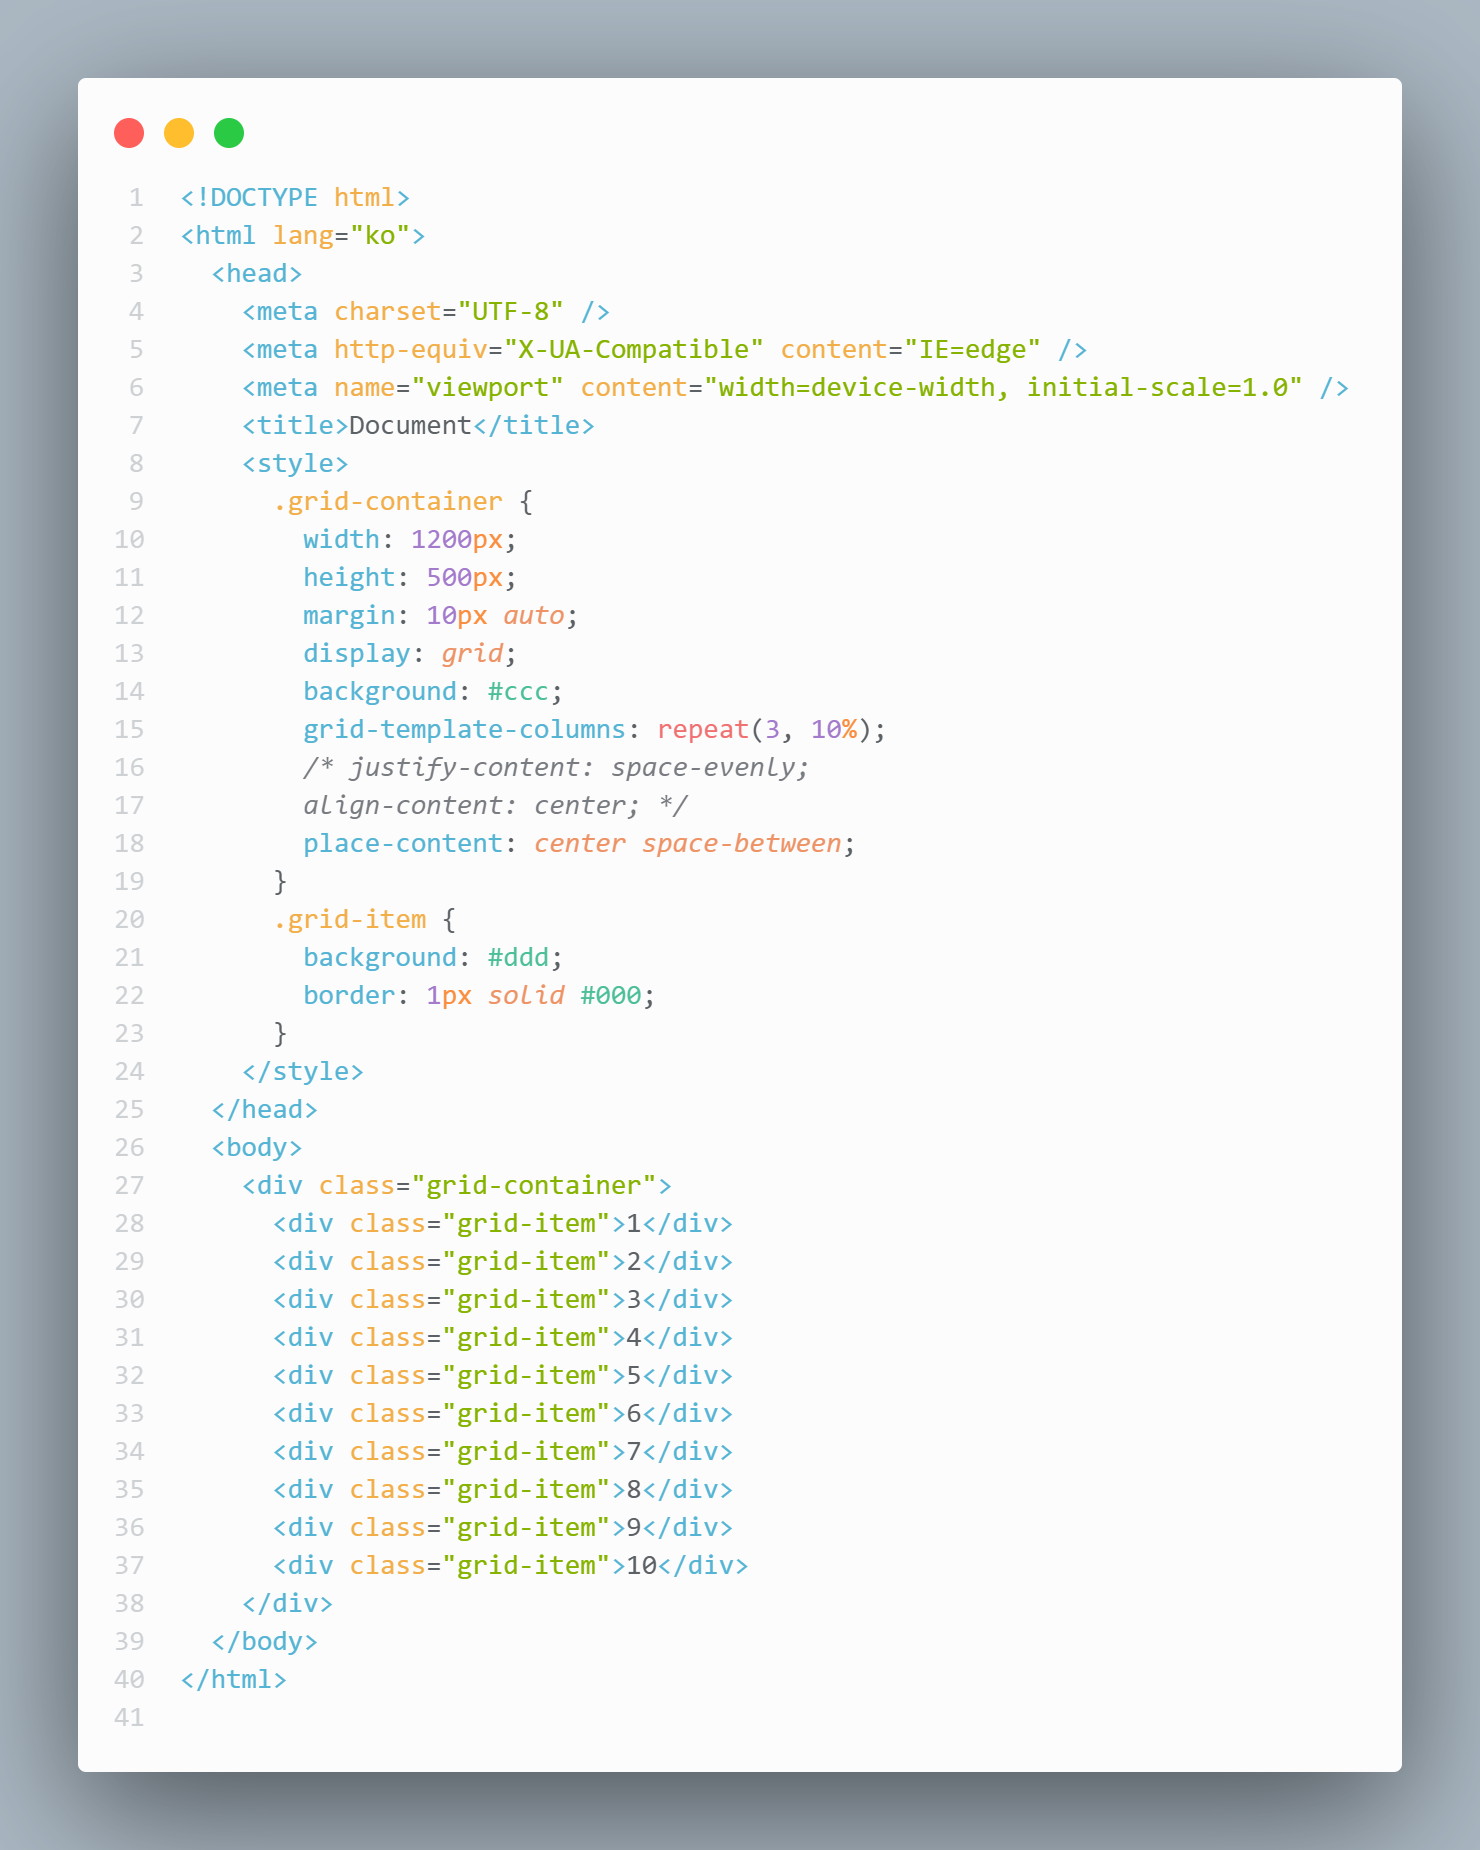 1 <!DOCTYPE html>
2 <html lang="ko">
3   <head>
4     <meta charset="UTF-8" />
5     <meta http-equiv="X-UA-Compatible" content="IE=edge" />
6     <meta name="viewport" content="width=device-width, initial-scale=1.0" />
7     <title>Document</title>
8     <style>
9       .grid-container {
10         width: 1200px;
11         height: 500px;
12         margin: 10px auto;
13         display: grid;
14         background: #ccc;
15         grid-template-columns: repeat(3, 10%);
16         /* justify-content: space-evenly;
17         align-content: center; */
18         place-content: center space-between;
19       }
20       .grid-item {
21         background: #ddd;
22         border: 1px solid #000;
23       }
24     </style>
25   </head>
26   <body>
27     <div class="grid-container">
28       <div class="grid-item">1</div>
29       <div class="grid-item">2</div>
30       <div class="grid-item">3</div>
31       <div class="grid-item">4</div>
32       <div class="grid-item">5</div>
33       <div class="grid-item">6</div>
34       <div class="grid-item">7</div>
35       <div class="grid-item">8</div>
36       <div class="grid-item">9</div>
37       <div class="grid-item">10</div>
38     </div>
39   </body>
40 </html>
41